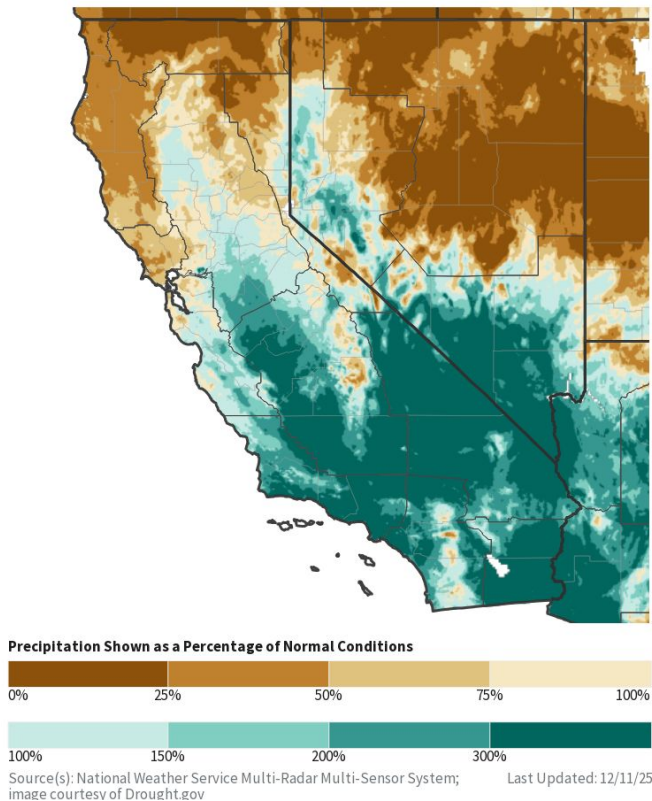 Precipitation Shown as a Percentage of Normal Conditions
0% 25% 50% 75% 100%
100% 150% 200% 300%
Source(s): National Weather Service Multi-Radar Multi-Sensor System; Last Updated: 12/11/25
image courtesy of Drought.gov